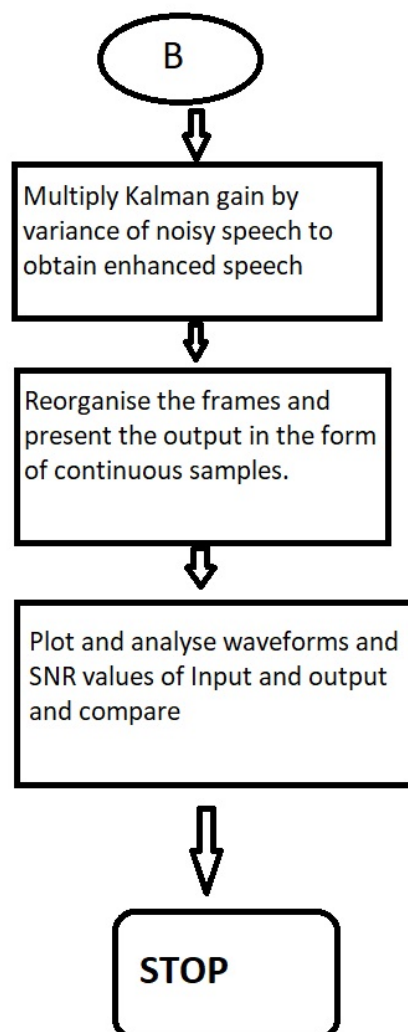 B
Multiply Kalman gain by
variance of noisy speech to
obtain enhanced speech
Reorganise the frames and
present the output in the form
of continuous samples.
Plot and analyse waveforms and
SNR values of Input and output
and compare
STOP